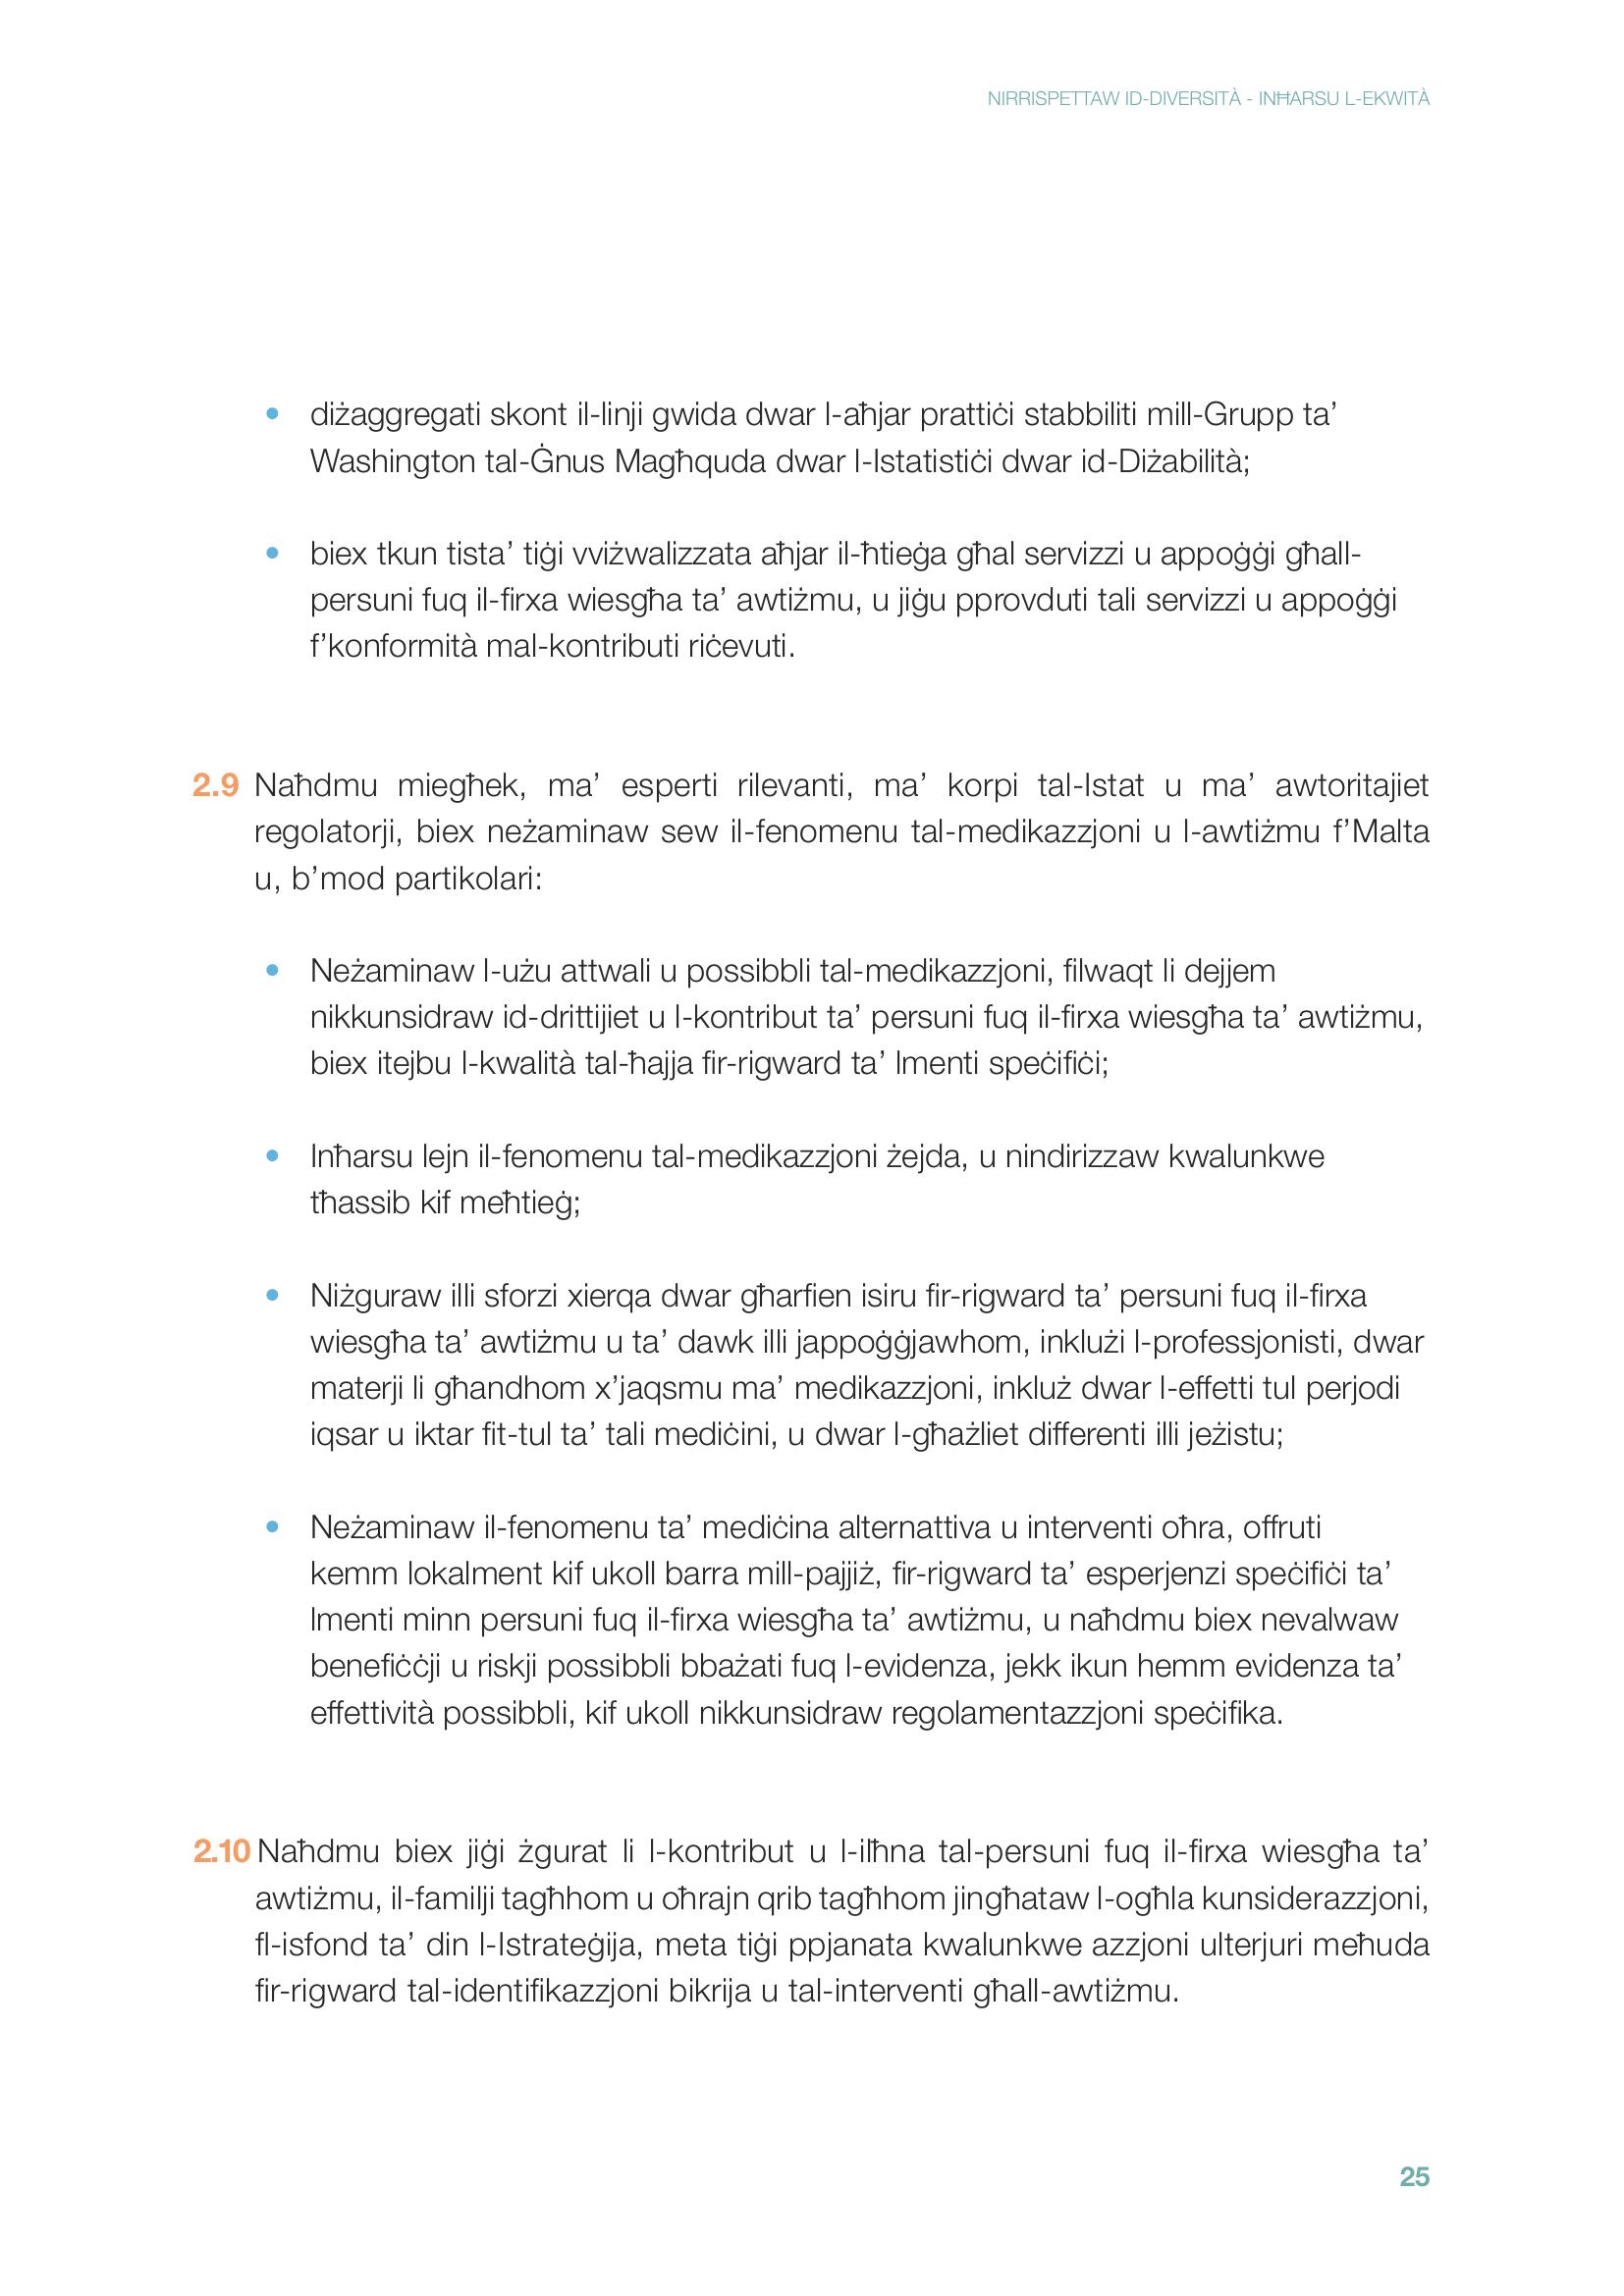 NIRRISPETTAW ID-DIVERSITÀ - INĦARSU L-EKWITÀ
• diżaggregati skont il-linji gwida dwar l-aħjar prattiċi stabbiliti mill-Grupp ta’
Washington tal-Ġnus Magħquda dwar l-Istatistiċi dwar id-Diżabilità;
• biex tkun tista’ tiġi vviżwalizzata aħjar il-ħtieġa għal servizzi u appoġġi għall-
persuni fuq il-firxa wiesgħa ta’ awtiżmu, u jiġu pprovduti tali servizzi u appoġġi
f’konformità mal-kontributi riċevuti.
2.9 Naħdmu miegħek, ma’ esperti rilevanti, ma’ korpi tal-Istat u ma’ awtoritajiet
regolatorji, biex neżaminaw sew il-fenomenu tal-medikazzjoni u l-awtiżmu f’Malta
u, b’mod partikolari:
• Neżaminaw l-użu attwali u possibbli tal-medikazzjoni, filwaqt li dejjem
nikkunsidraw id-drittijiet u l-kontribut ta’ persuni fuq il-firxa wiesgħa ta’ awtiżmu,
biex itejbu l-kwalità tal-ħajja fir-rigward ta’ lmenti speċifiċi;
• Inħarsu lejn il-fenomenu tal-medikazzjoni żejda, u nindirizzaw kwalunkwe
tħassib kif meħtieġ;
• Niżguraw illi sforzi xierqa dwar għarfien isiru fir-rigward ta’ persuni fuq il-firxa
wiesgħa ta’ awtiżmu u ta’ dawk illi jappoġġjawhom, inklużi l-professjonisti, dwar
materji li għandhom x’jaqsmu ma’ medikazzjoni, inkluż dwar l-effetti tul perjodi
iqsar u iktar fit-tul ta’ tali mediċini, u dwar l-għażliet differenti illi jeżistu;
• Neżaminaw il-fenomenu ta’ mediċina alternattiva u interventi oħra, offruti
kemm lokalment kif ukoll barra mill-pajjiż, fir-rigward ta’ esperjenzi speċifiċi ta’
lmenti minn persuni fuq il-firxa wiesgħa ta’ awtiżmu, u naħdmu biex nevalwaw
benefiċċji u riskji possibbli bbażati fuq l-evidenza, jekk ikun hemm evidenza ta’
effettività possibbli, kif ukoll nikkunsidraw regolamentazzjoni speċifika.
2.10 Naħdmu biex jiġi żgurat li l-kontribut u l-ilħna tal-persuni fuq il-firxa wiesgħa ta’
awtiżmu, il-familji tagħhom u oħrajn qrib tagħhom jingħataw l-ogħla kunsiderazzjoni,
fl-isfond ta’ din l-Istrateġija, meta tiġi ppjanata kwalunkwe azzjoni ulterjuri meħuda
fir-rigward tal-identifikazzjoni bikrija u tal-interventi għall-awtiżmu.
25